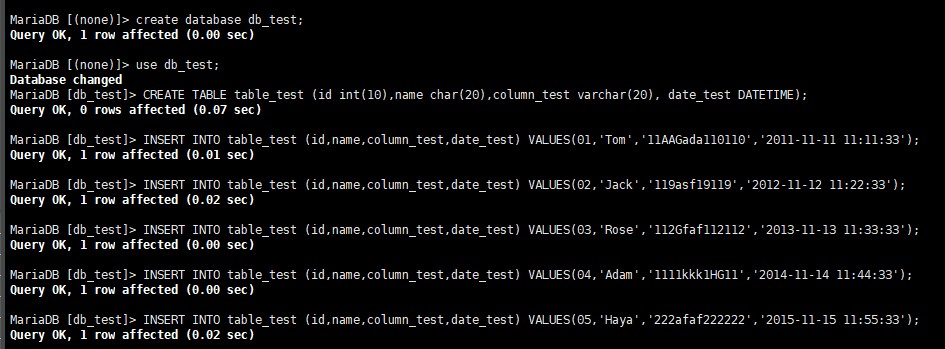 MariaDB [(none)]> create database db_test;
Query OK, 1 row affected (0.00 sec)
MariaDB [(none)]> use db_test;
Database changed
MariaDB [db_test]> CREATE TABLE table_test (id int(10),name char(20),column_test varchar(20), date_test DATETIME);
Query OK, 0 rows affected (0.07 sec)
MariaDB [db_test]> INSERT INTO table_test (id,name,column_test,date_test) VALUES(01,'Tom','11AAGada110110','2011-11-11 11:11:33');
Query OK, 1 row affected (0.01 sec)
MariaDB [db_test]> INSERT INTO table_test (id,name,column_test,date_test) VALUES(02,'Jack','119asf19119','2012-11-12 11:22:33');
Query OK, 1 row affected (0.02 sec)
MariaDB [db_test]> INSERT INTO table_test (id,name,column_test,date_test) VALUES(03,'Rose','112Gfaf112112','2013-11-13 11:33:33');
Query OK, 1 row affected (0.00 sec)
MariaDB [db_test]> INSERT INTO table_test (id,name,column_test,date_test) VALUES(04,'Adam','1111kkk1HG11','2014-11-14 11:44:33');
Query OK, 1 row affected (0.00 sec)
MariaDB [db_test]> INSERT INTO table_test (id,name,column_test,date_test) VALUES(05,'Haya','222afaf222222','2015-11-15 11:55:33');
Query OK, 1 row affected (0.02 sec)